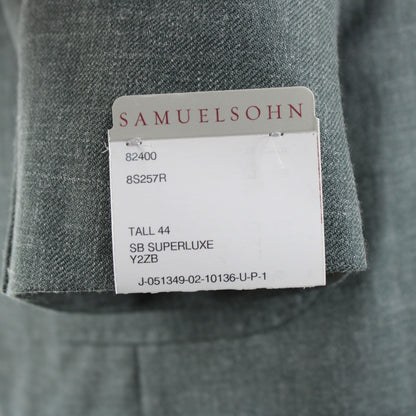 SAMUELSOHN
82400
8S257R
TALL 44
SB SUPERLUXE
Y2ZB
J-051349-02-10136-U-P-1